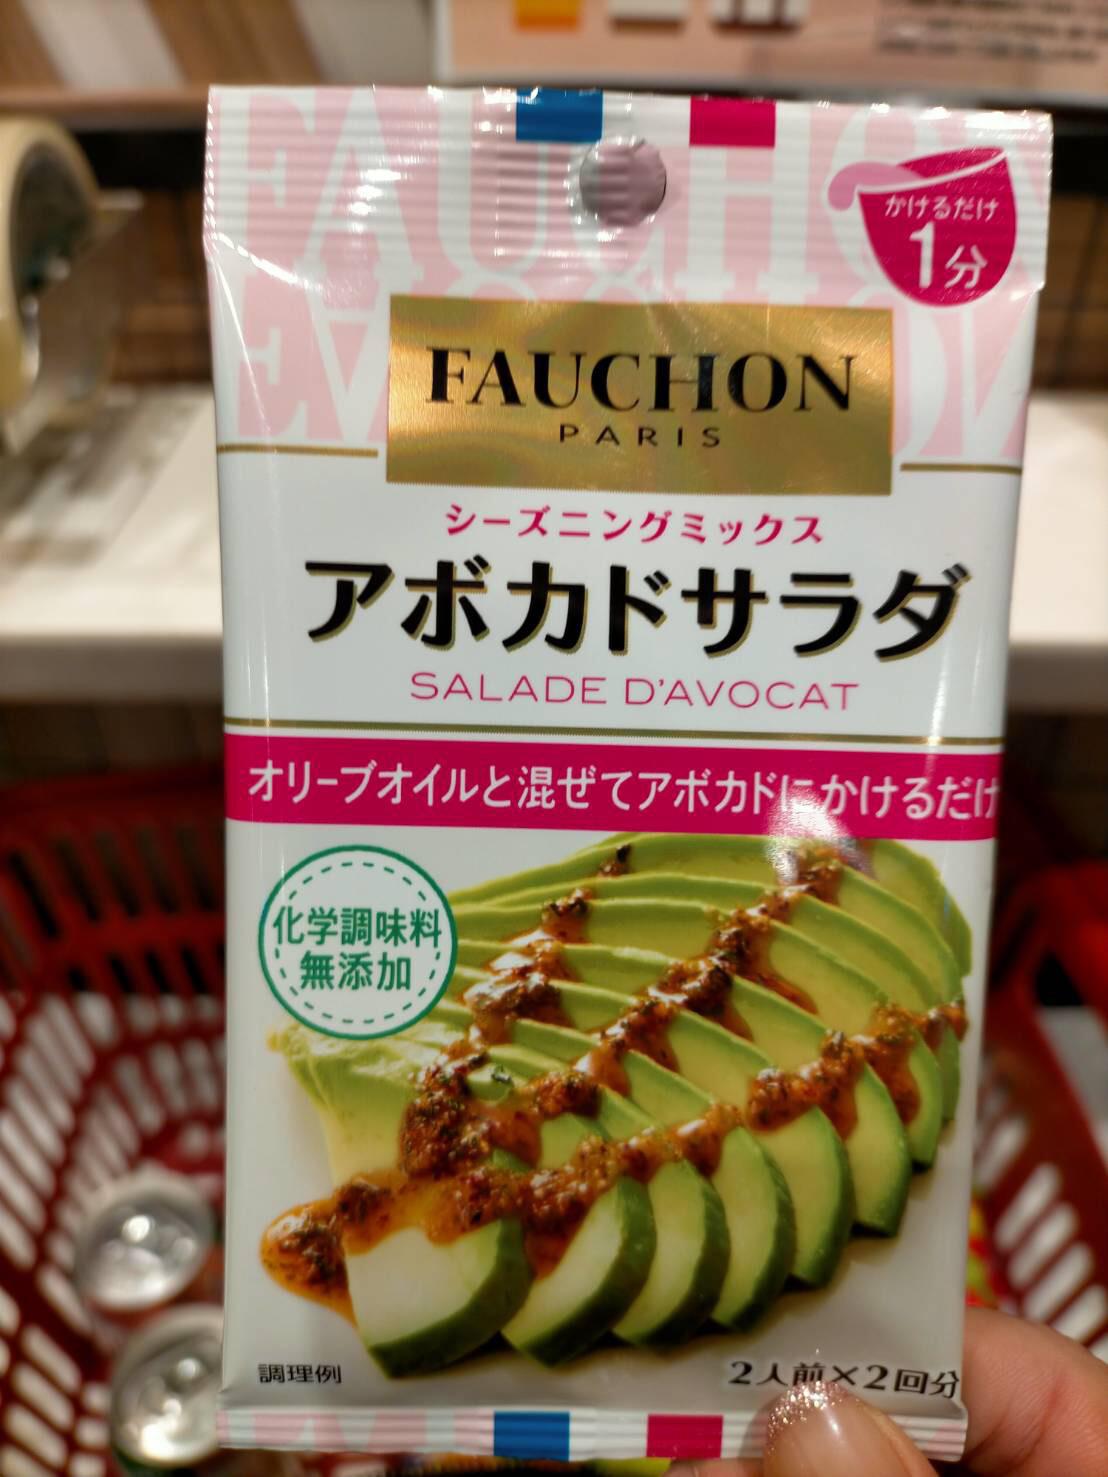 FAUCHON
かけるだけ
1分
FAUCHON
PARIS
シーズニングミックス
アボカドサラダ
SALADE D'AVOCAT
オリーブオイルと混ぜてアボカドにかけるだけ
化学調味料
無添加
調理例
2人前×2回分